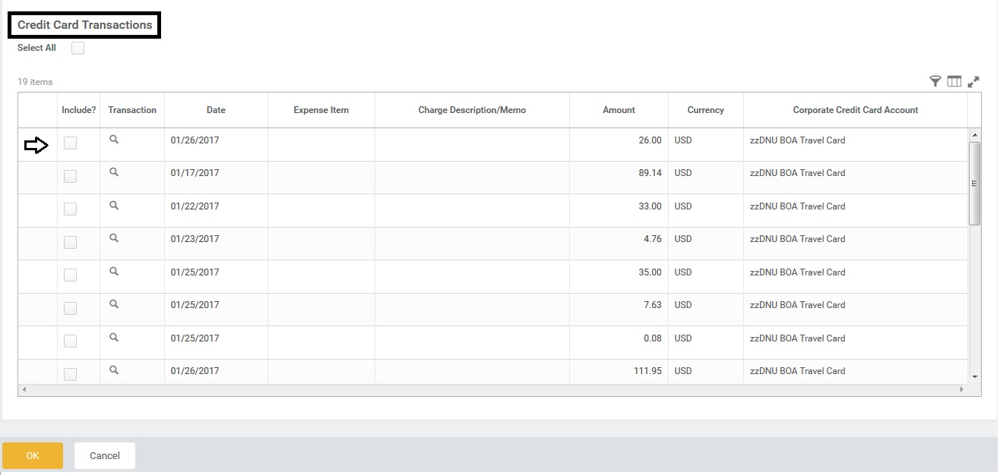 Credit Card Transactions
Select All
19 items
Include? Transaction Date Expense Item Charge Description/Memo Amount Currency Corporate Credit Card Account
01/26/2017 26.00 USD zzDNU BOA Travel Card
01/17/2017 89.14 USD zzDNU BOA Travel Card
01/22/2017 33.00 USD zzDNU BOA Travel Card
01/23/2017 4.76 USD zzDNU BOA Travel Card
01/25/2017 35.00 USD zzDNU BOA Travel Card
01/25/2017 7.63 USD zzDNU BOA Travel Card
01/25/2017 0.08 USD zzDNU BOA Travel Card
01/26/2017 111.95 USD zzDNU BOA Travel Card
OK Cancel